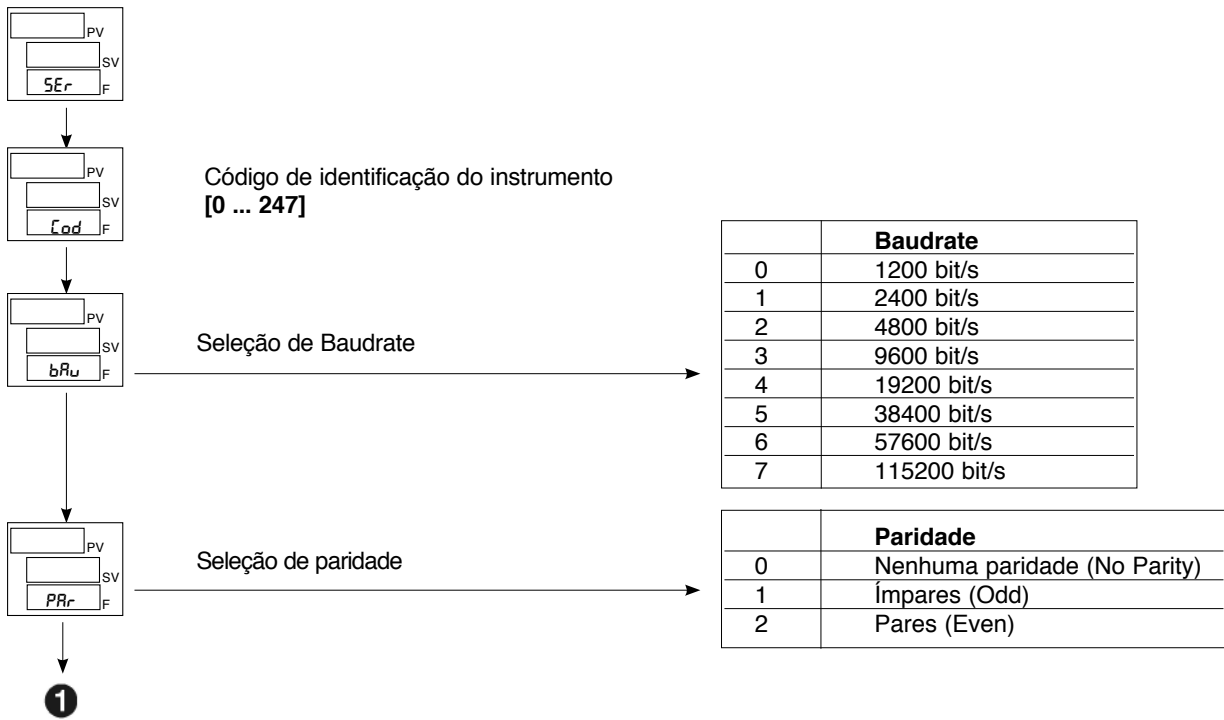 PV
SV
SEr F
PV
SV
Cod F
Código de identificação do instrumento
[0 ... 247]
PV
SV
bAu F
Seleção de Baudrate
Baudrate
0 1200 bit/s
1 2400 bit/s
2 4800 bit/s
3 9600 bit/s
4 19200 bit/s
5 38400 bit/s
6 57600 bit/s
7 115200 bit/s
PV
SV
PAr F
Seleção de paridade
Paridade
0 Nenhuma paridade (No Parity)
1 Ímpares (Odd)
2 Pares (Even)
1